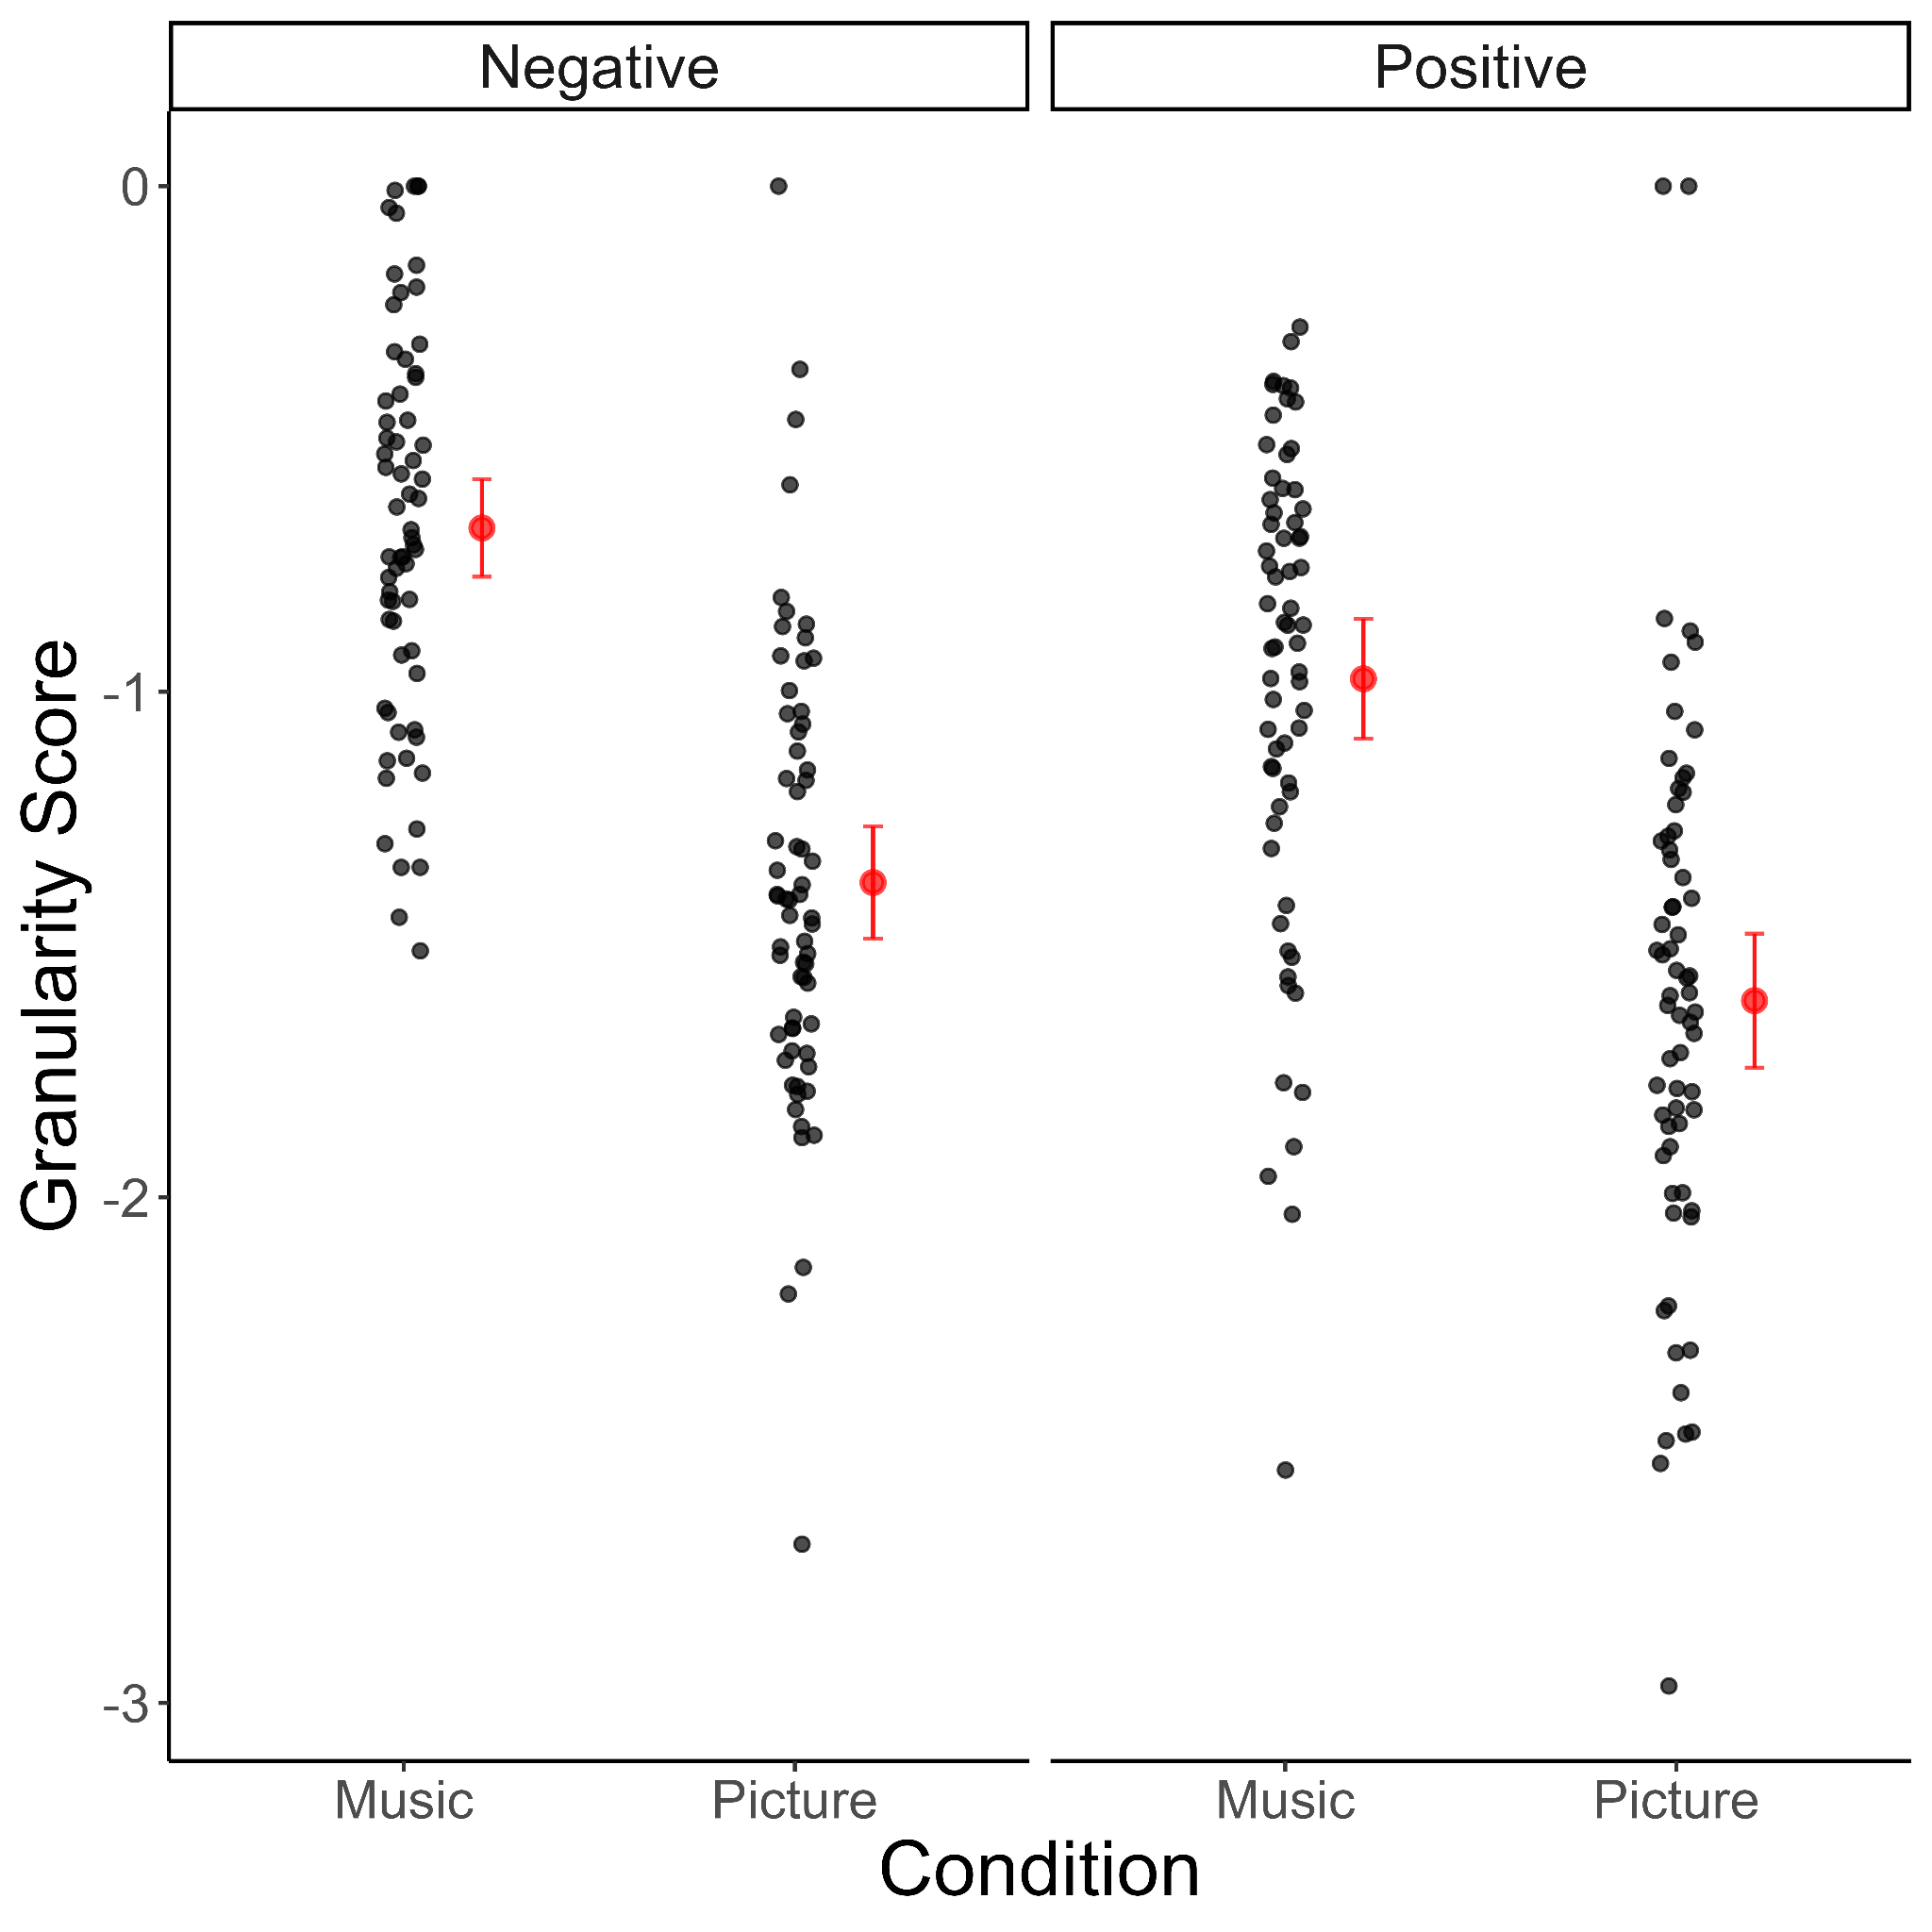 Negative
Positive
Granularity Score
0
-1
-2
-3
Music
Picture
Music
Picture
Condition